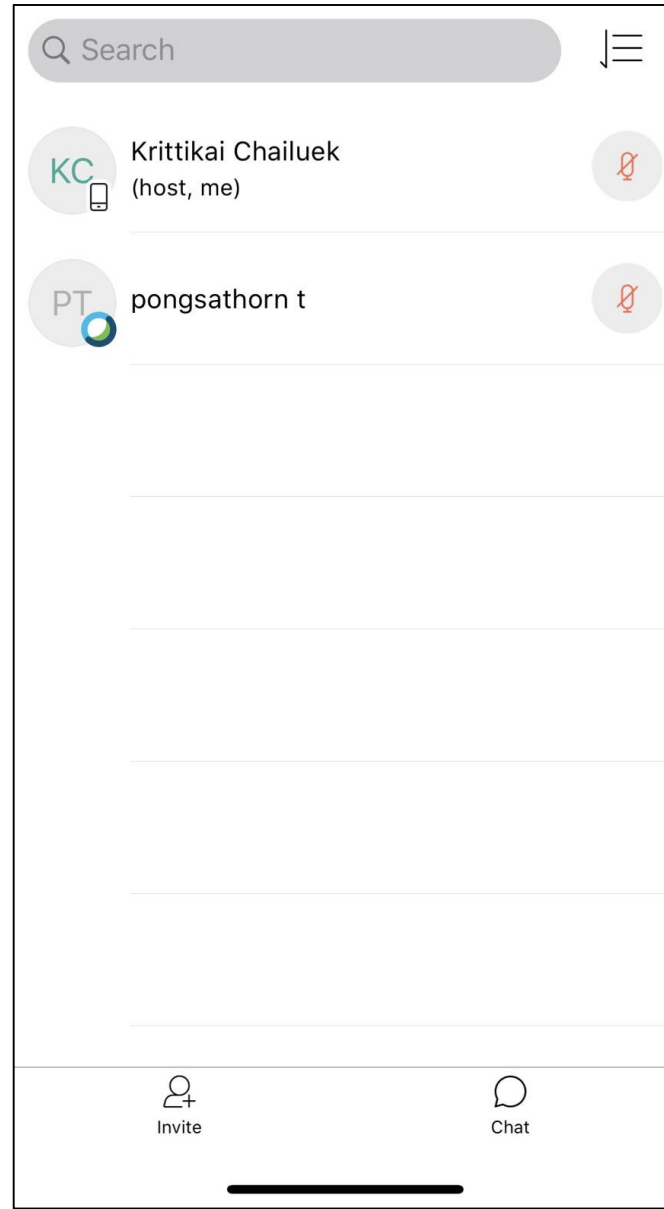 Search
KC
Krittikai Chailuek
(host, me)
PT
pongsathorn t
Invite
Chat